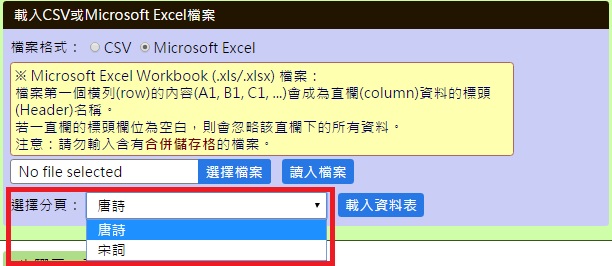 載入CSV或Microsoft Excel檔案
檔案格式： CSV Microsoft Excel
※ Microsoft Excel Workbook (.xls/.xlsx) 檔案：
檔案第一個橫列(row)的內容(A1, B1, C1, ...)會成為直欄(column)資料的標頭
(Header)名稱。
若一直欄的標頭欄位為空白，則會忽略該直欄下的所有資料。
注意：請勿輸入含有合併儲存格的檔案。
No file selected 選擇檔案 讀入檔案
選擇分頁： 唐詩 載入資料表
唐詩
宋詞